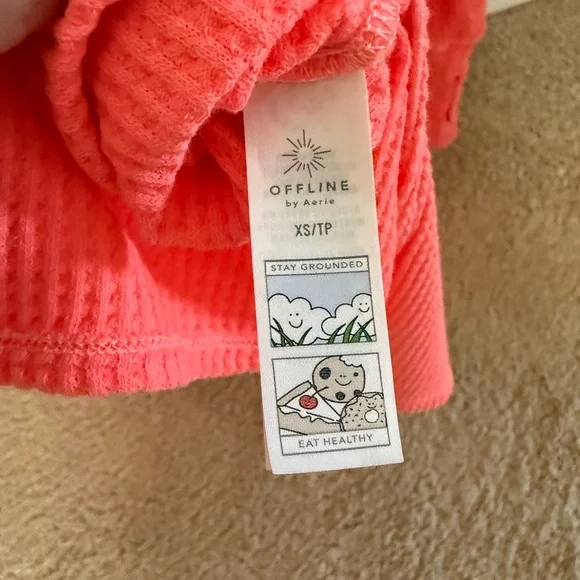 OFFLINE
by Aerie
XS/TP
STAY GROUNDED
EAT HEALTHY